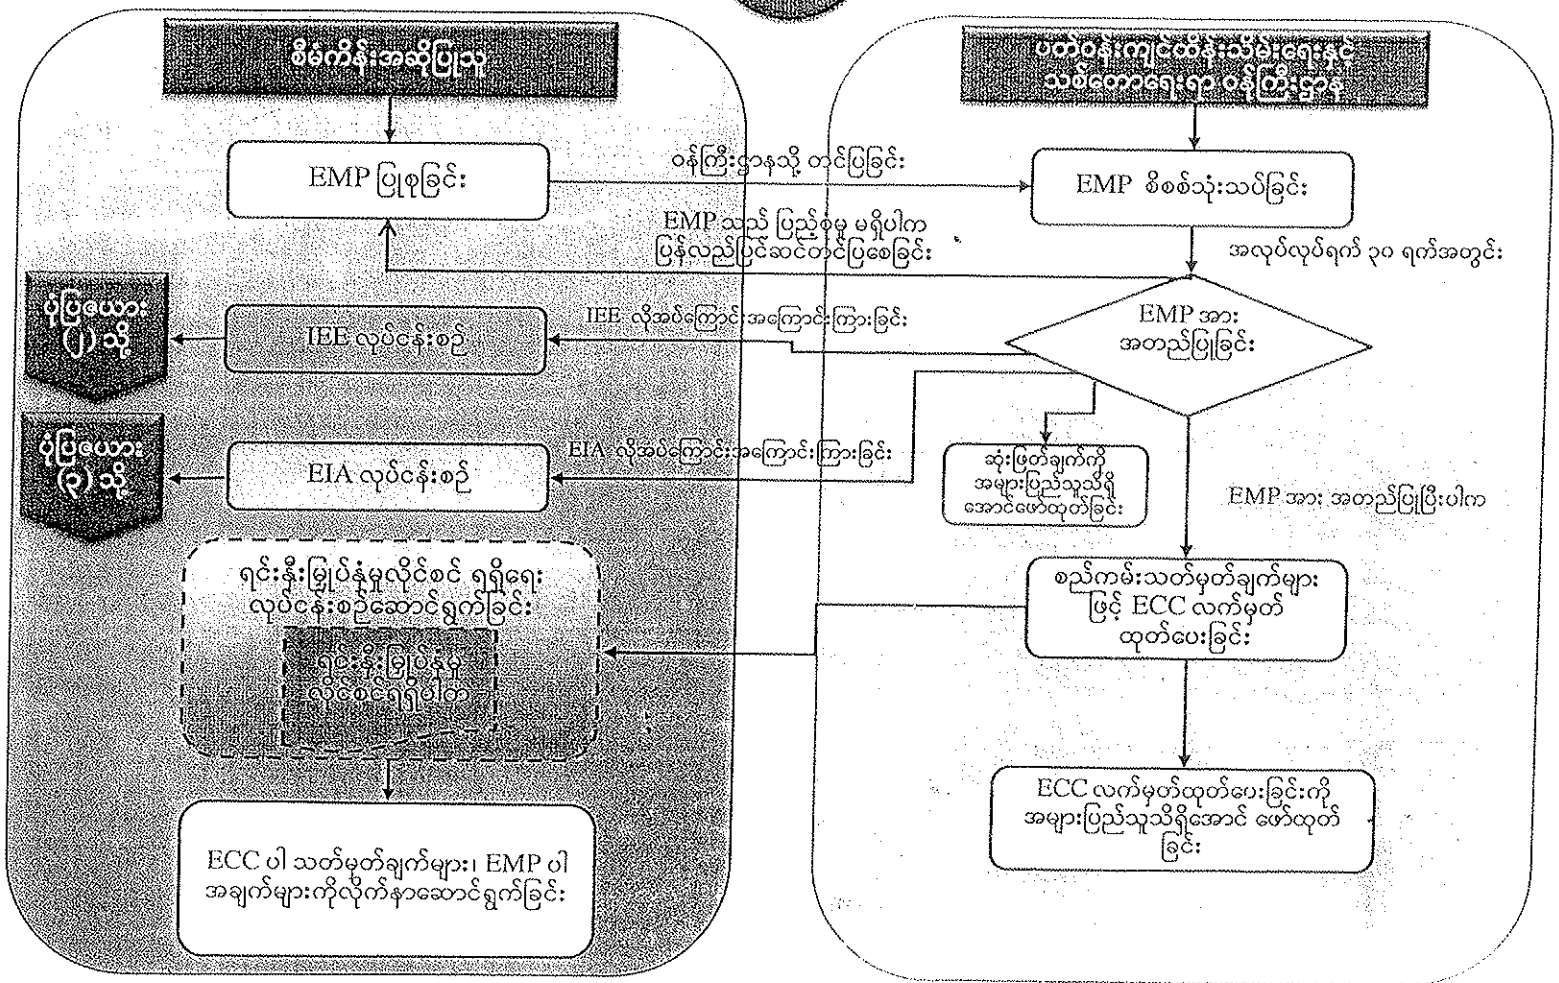 စီမံကိန်းအဆိုပြုသူ
ပတ်ဝန်းကျင်ထိန်းသိမ်းရေးနှင့်
သစ်တောရေးရာ ဝန်ကြီးဌာန
EMP ပြုစုခြင်း
ဝန်ကြီးဌာနသို့ တင်ပြခြင်း
EMP စိစစ်သုံးသပ်ခြင်း
EMP သည် ပြည့်စုံမှု မရှိပါက
ပြန်လည်ပြင်ဆင်တင်ပြစေခြင်း
အလုပ်လုပ်ရက် ၃၀ ရက်အတွင်း
ပုံပြဇယား
(၂) သို့
IEE လုပ်ငန်းစဉ်
IEE လိုအပ်ကြောင်းအကြောင်းကြားခြင်း
EMP အား
အတည်ပြုခြင်း
ပုံပြဇယား
(၃) သို့
EIA လုပ်ငန်းစဉ်
EIA လိုအပ်ကြောင်းအကြောင်းကြားခြင်း
ဆုံးဖြတ်ချက်ကို
အများပြည်သူသိရှိ
အောင်ဖော်ထုတ်ခြင်း
EMP အား အတည်ပြုပြီးပါက
ရင်းနှီးမြှုပ်နှံမှုလိုင်စင် ရရှိရေး
လုပ်ငန်းစဉ်ဆောင်ရွက်ခြင်း
ရင်းနှီးမြှုပ်နှံမှု
လိုင်စင်ရရှိပါက
စည်ကမ်းသတ်မှတ်ချက်များ
ဖြင့် ECC လက်မှတ်
ထုတ်ပေးခြင်း
ECC ပါ သတ်မှတ်ချက်များ၊ EMP ပါ
အချက်များကိုလိုက်နာဆောင်ရွက်ခြင်း
ECC လက်မှတ်ထုတ်ပေးခြင်းကို
အများပြည်သူသိရှိအောင် ဖော်ထုတ်
ခြင်း